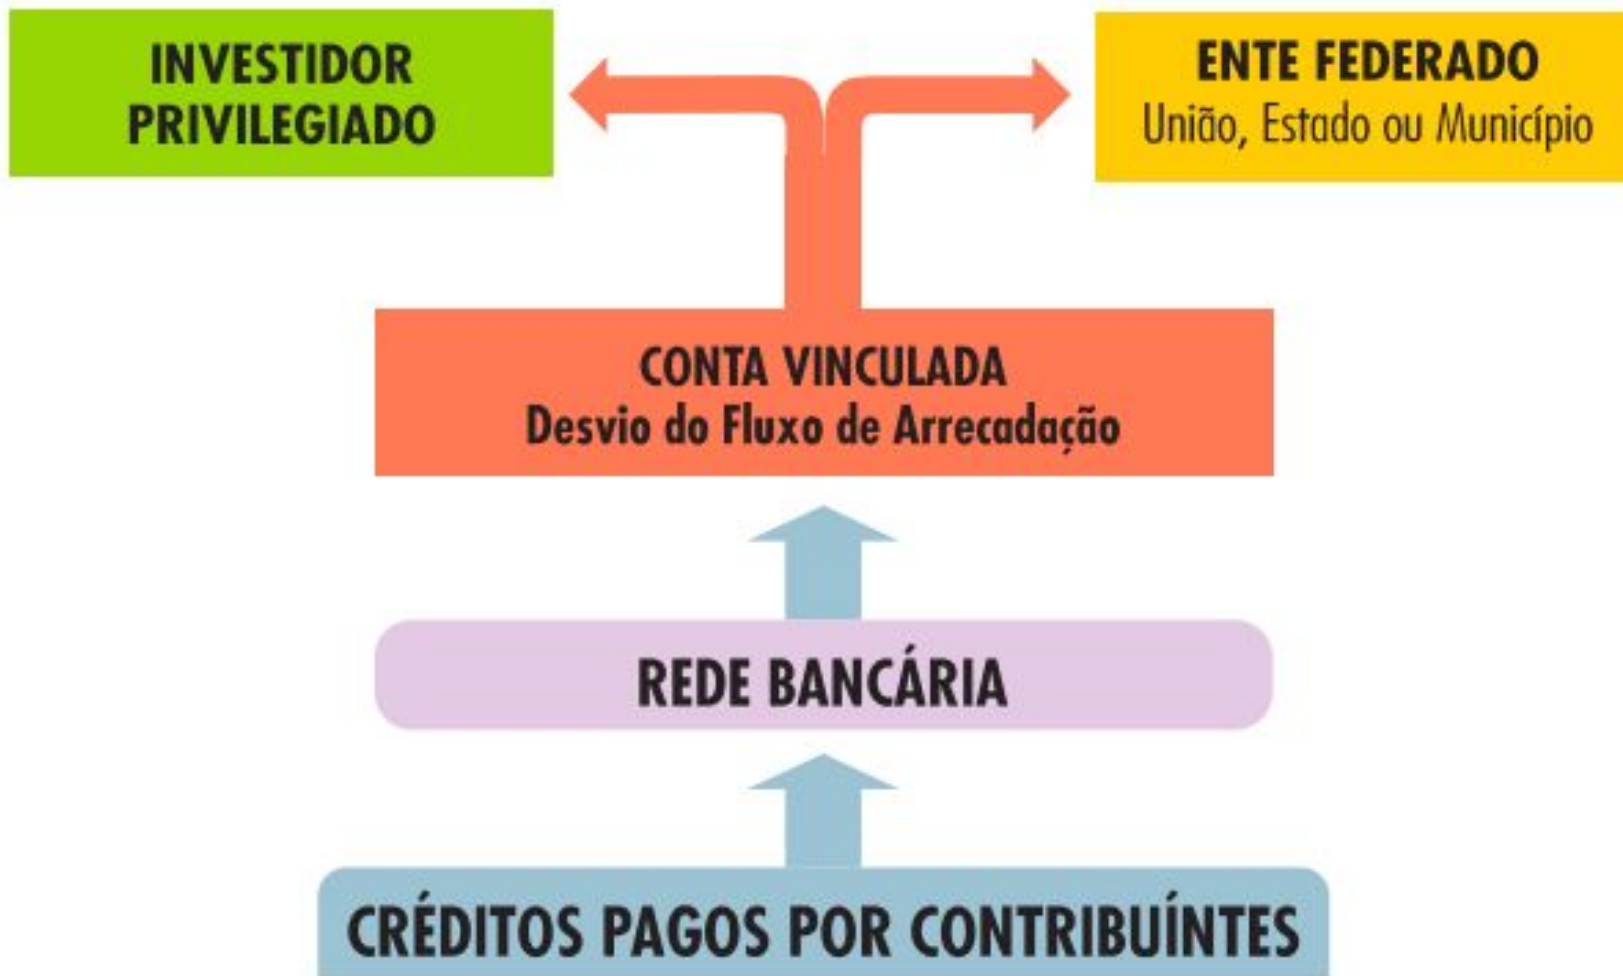 INVESTIDOR
PRIVILEGIADO
ENTE FEDERADO
União, Estado ou Município
CONTA VINCULADA
Desvio do Fluxo de Arrecadação
REDE BANCÁRIA
CRÉDITOS PAGOS POR CONTRIBUÍNTES